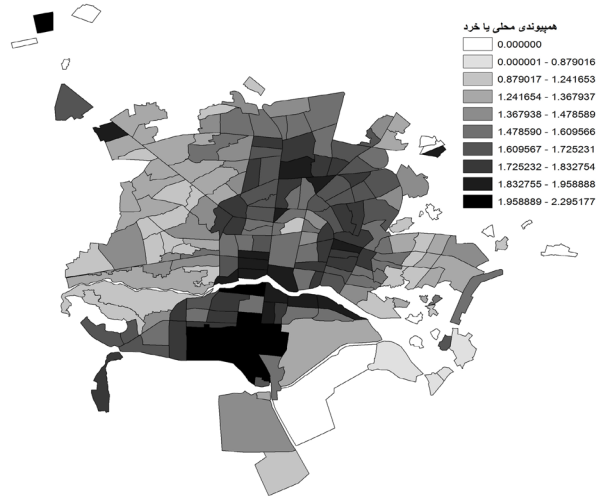 همپیوندی محلی یا خرد
0.000000
0.000001 - 0.879016
0.879017 - 1.241653
1.241654 - 1.367937
1.367938 - 1.478589
1.478590 - 1.609566
1.609567 - 1.725231
1.725232 - 1.832754
1.832755 - 1.958888
1.958889 - 2.295177